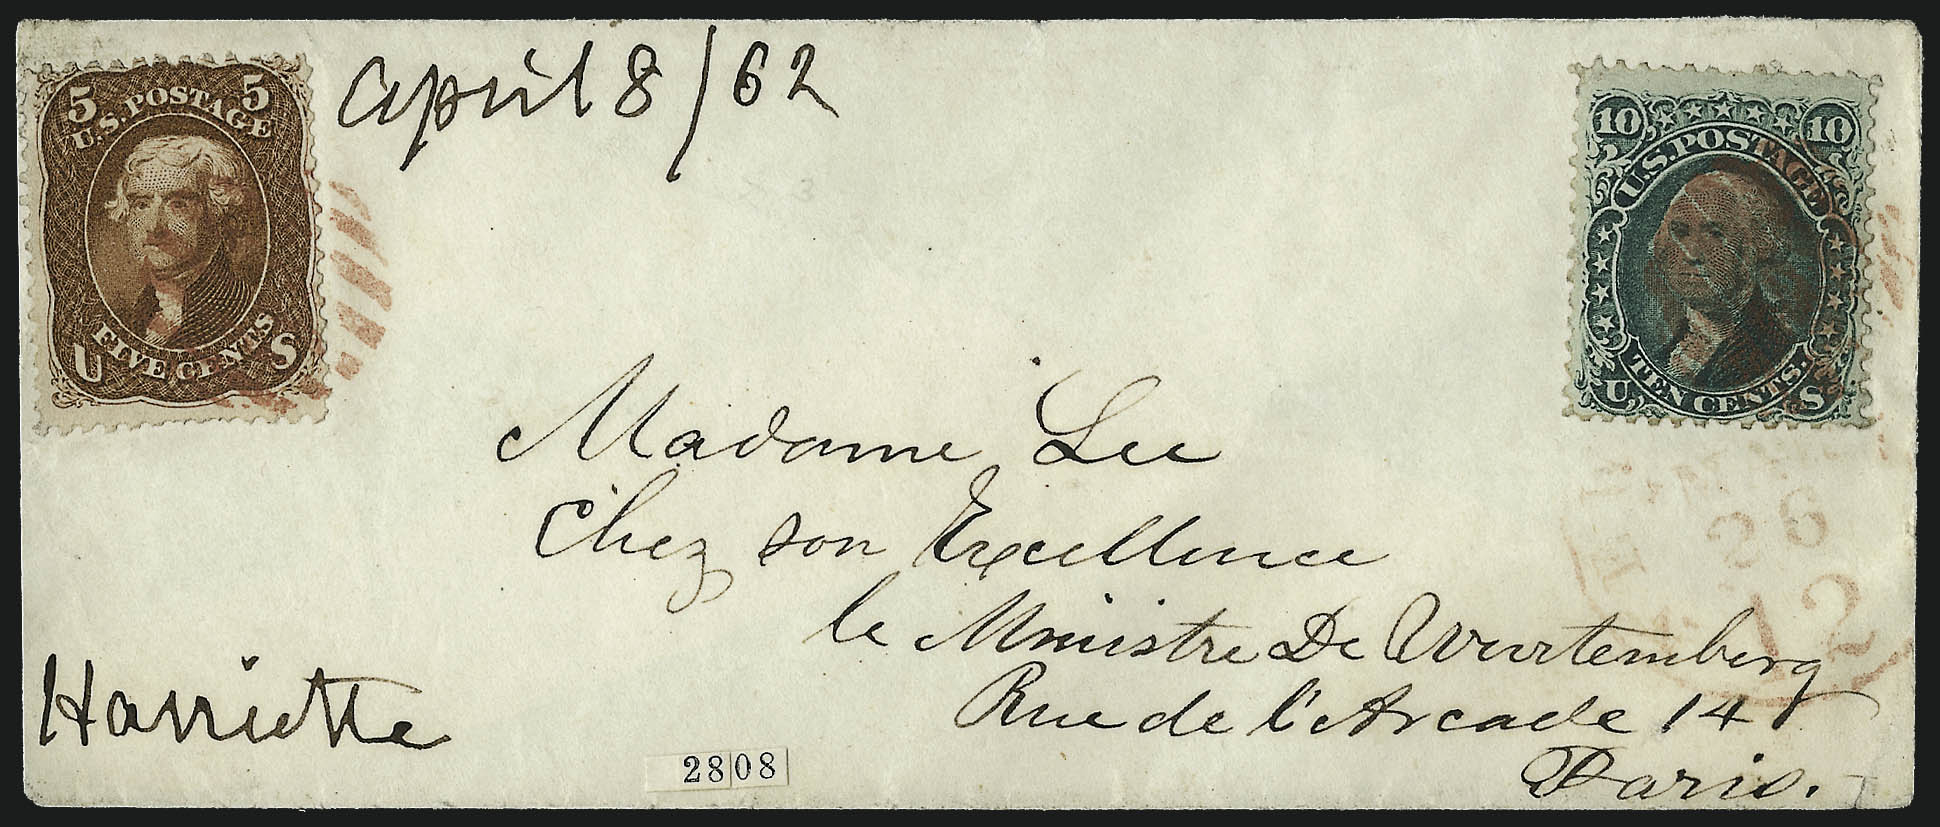 5 5
U.S. POSTAGE
FIVE CENTS
U S
April 8/62
10 10
U.S. POSTAGE
TEN CENTS.
U S
Madame Lee
Chez son Excellence
le Ministre De Wurtemberg
Rue de l'Arcade 14
Paris.
Harriette
2808